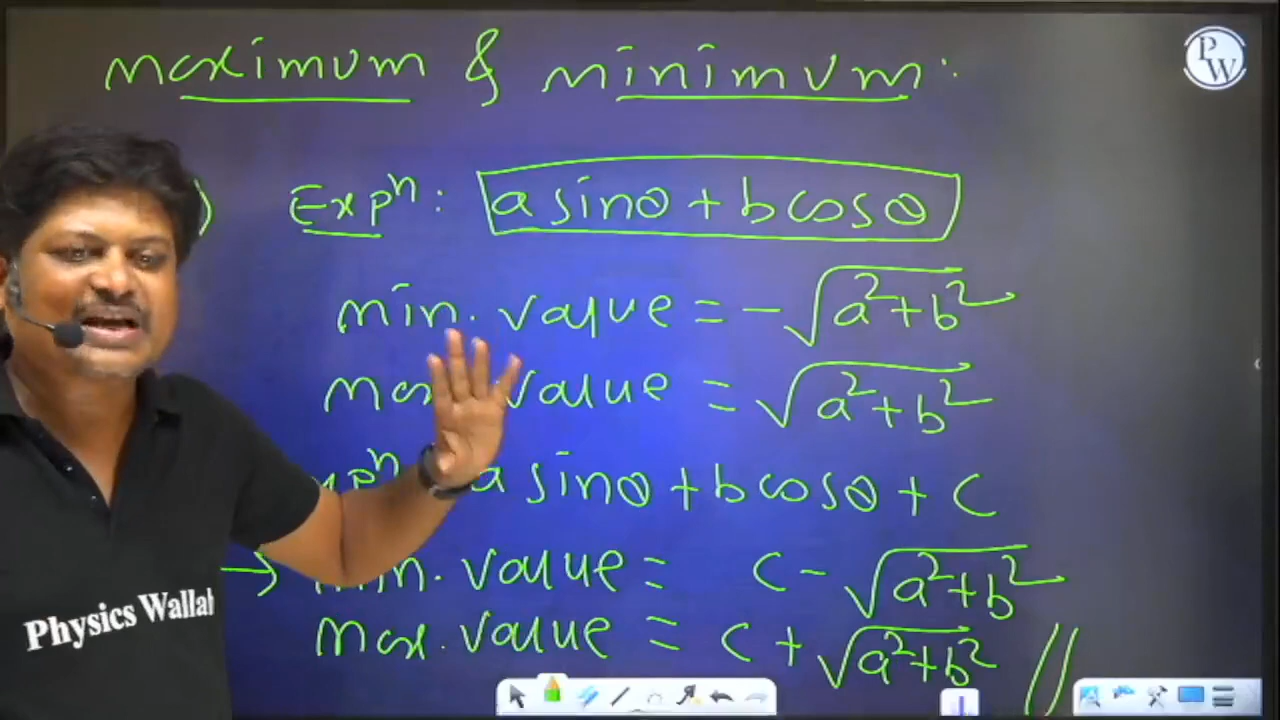 maximum & minimum:
PW
) Expⁿ: a sinθ + b cosθ
min. value = -√a²+b²
value = √a²+b²
a sinθ + b cosθ + c
→ min. value = c - √a²+b²
max. value = c + √a²+b² //
Physics Wallah